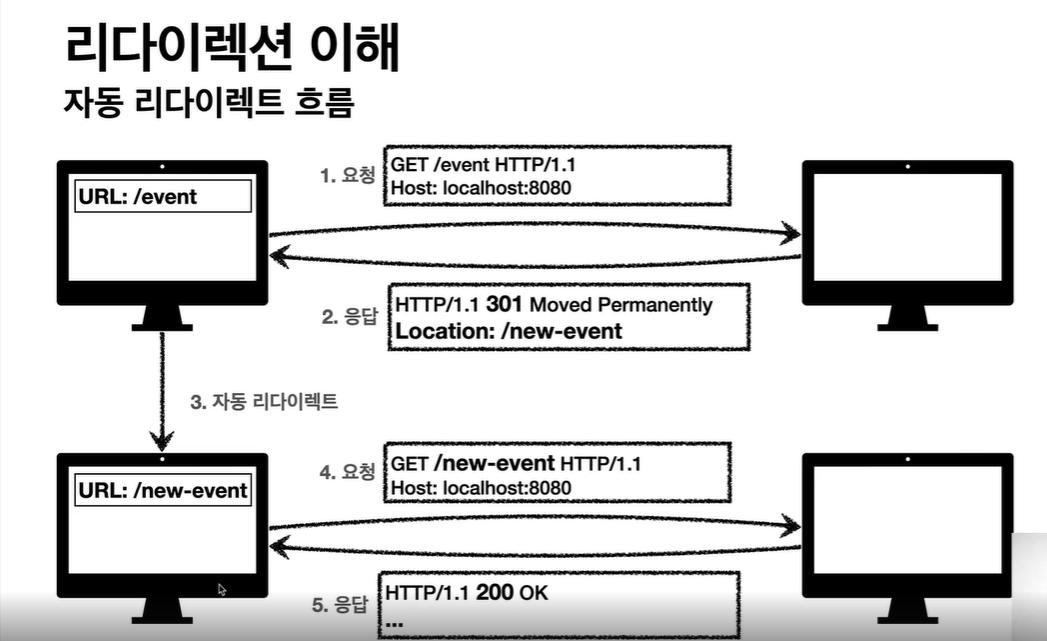 리다이렉션 이해
자동 리다이렉트 흐름
URL: /event
1. 요청
GET /event HTTP/1.1
Host: localhost:8080
2. 응답
HTTP/1.1 301 Moved Permanently
Location: /new-event
3. 자동 리다이렉트
URL: /new-event
4. 요청
GET /new-event HTTP/1.1
Host: localhost:8080
5. 응답
HTTP/1.1 200 OK
...